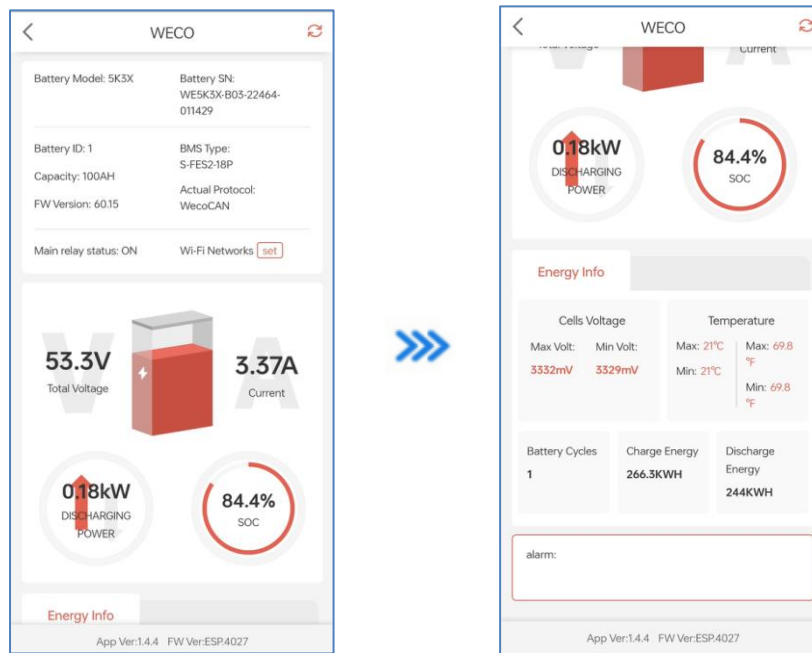 WECO
Battery Model: 5K3X
Battery SN:
WE5K3X-B03-22464-
011429
Battery ID: 1
BMS Type:
S-FES2-18P
Capacity: 100AH
Actual Protocol:
WecoCAN
FW Version: 60.15
Main relay status: ON
Wi-Fi Networks set
V
A
53.3V
Total Voltage
3.37A
Current
0.18kW
DISCHARGING
POWER
84.4%
SOC
Energy Info
App Ver:1.4.4 FW Ver:ESP.4027
WECO
Total Voltage
Current
0.18kW
DISCHARGING
POWER
84.4%
SOC
Energy Info
Cells Voltage
Max Volt: Min Volt:
3332mV 3329mV
Temperature
Max: 21℃
Min: 21℃
Max: 69.8
℉
Min: 69.8
℉
Battery Cycles
1
Charge Energy
266.3KWH
Discharge
Energy
244KWH
alarm:
App Ver:1.4.4 FW Ver:ESP.4027